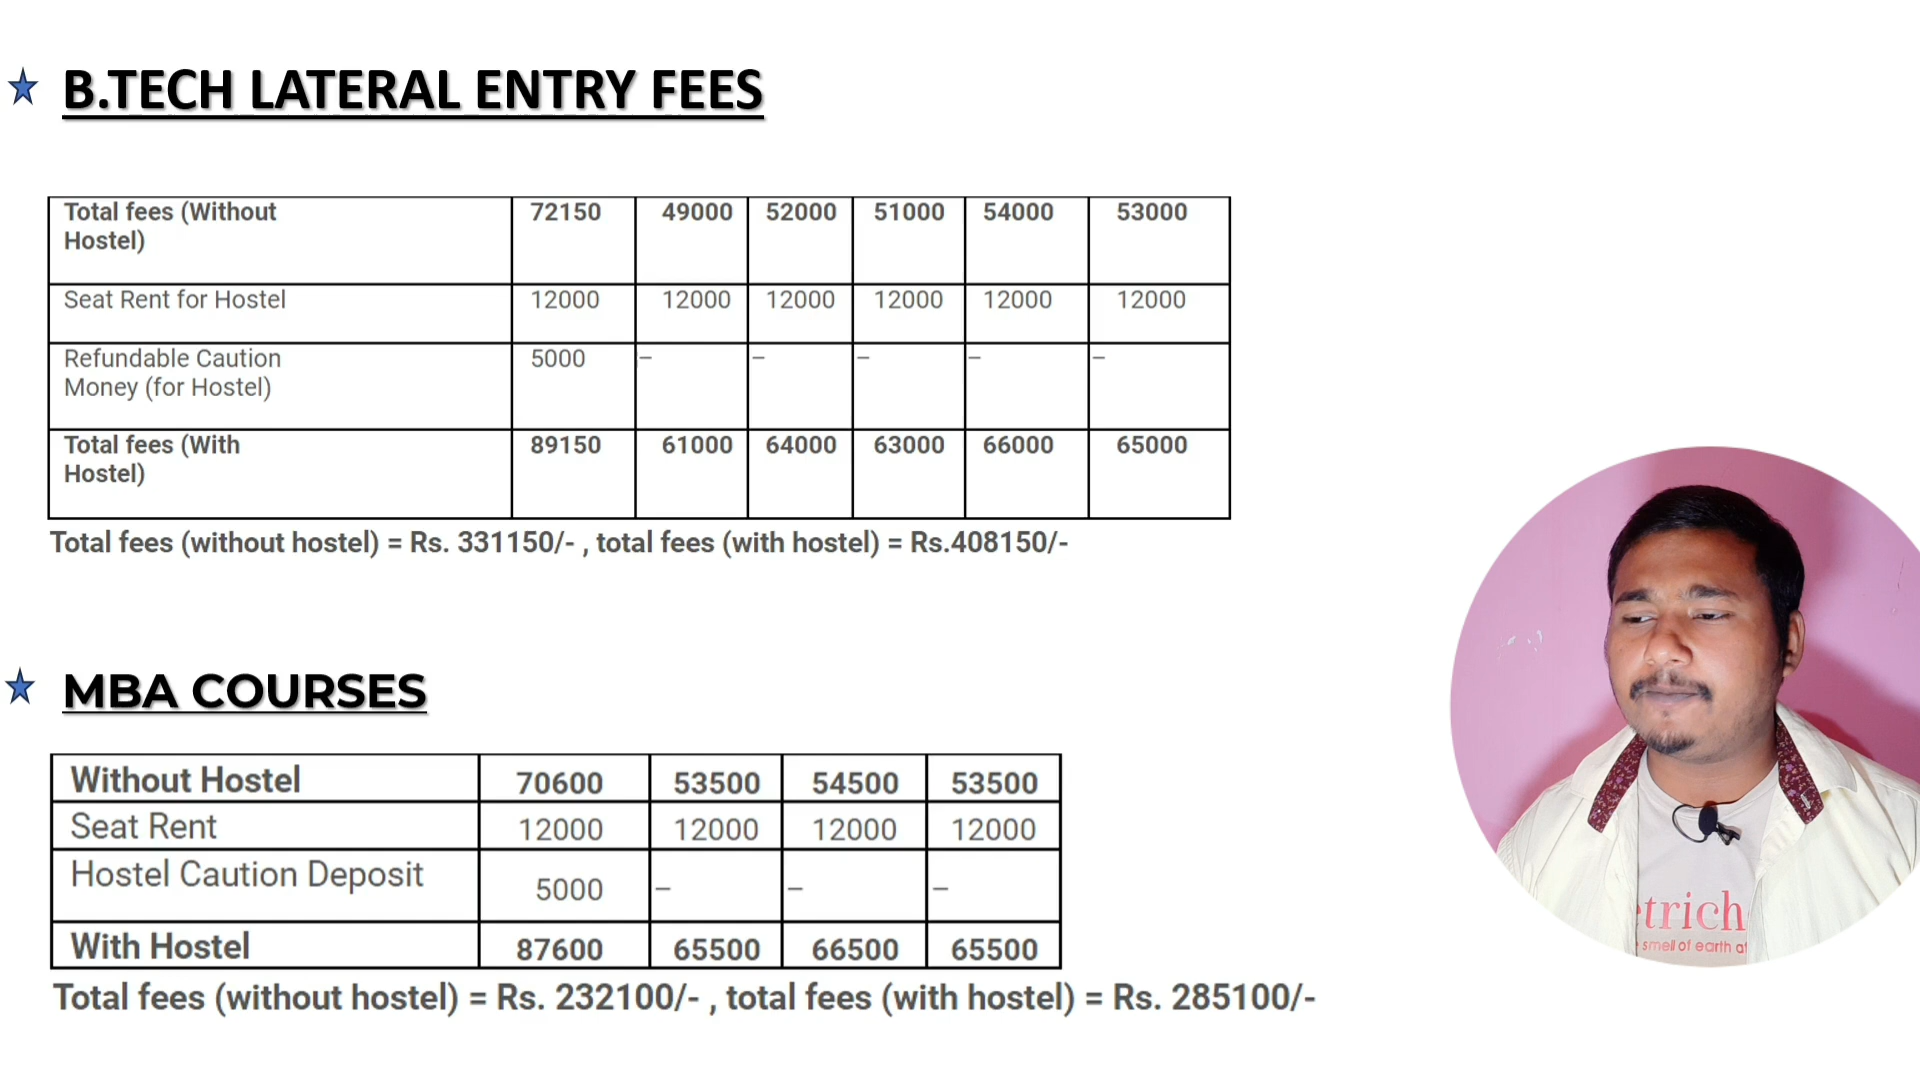 B.TECH LATERAL ENTRY FEES
Total fees (Without 72150 49000 52000 51000 54000 53000
Hostel)
Seat Rent for Hostel 12000 12000 12000 12000 12000 12000
Refundable Caution 5000 – – – – –
Money (for Hostel)
Total fees (With 89150 61000 64000 63000 66000 65000
Hostel)
Total fees (without hostel) = Rs. 331150/- , total fees (with hostel) = Rs.408150/-
MBA COURSES
Without Hostel 70600 53500 54500 53500
Seat Rent 12000 12000 12000 12000
Hostel Caution Deposit 5000 – – –
With Hostel 87600 65500 66500 65500
Total fees (without hostel) = Rs. 232100/- , total fees (with hostel) = Rs. 285100/-
smell of earth